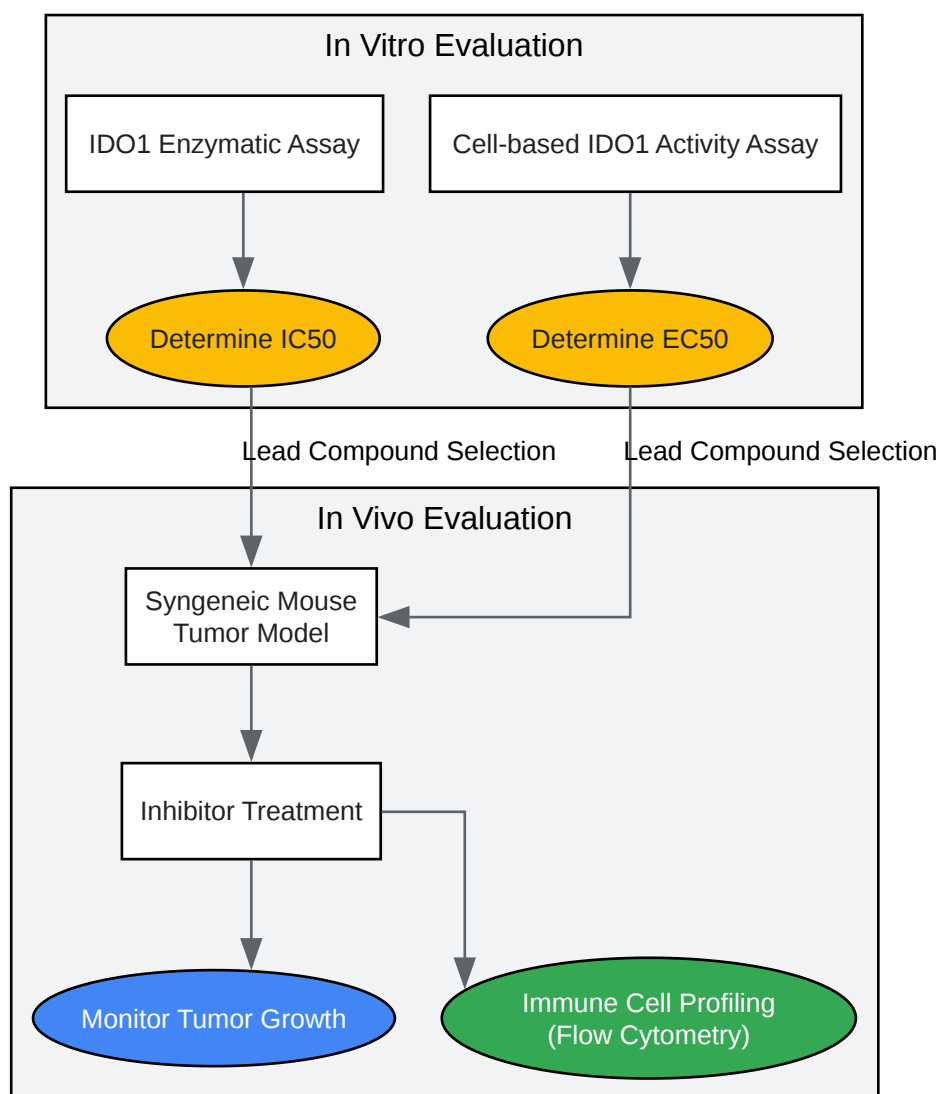 In Vitro Evaluation
IDO1 Enzymatic Assay
Cell-based IDO1 Activity Assay
Determine IC50
Determine EC50
Lead Compound Selection
Lead Compound Selection
In Vivo Evaluation
Syngeneic Mouse
Tumor Model
Inhibitor Treatment
Monitor Tumor Growth
Immune Cell Profiling
(Flow Cytometry)